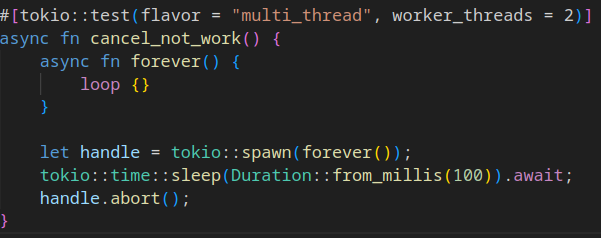 #[tokio::test(flavor = "multi_thread", worker_threads = 2)]
async fn cancel_not_work() {
    async fn forever() {
        loop {}
    }

    let handle = tokio::spawn(forever());
    tokio::time::sleep(Duration::from_millis(100)).await;
    handle.abort();
}